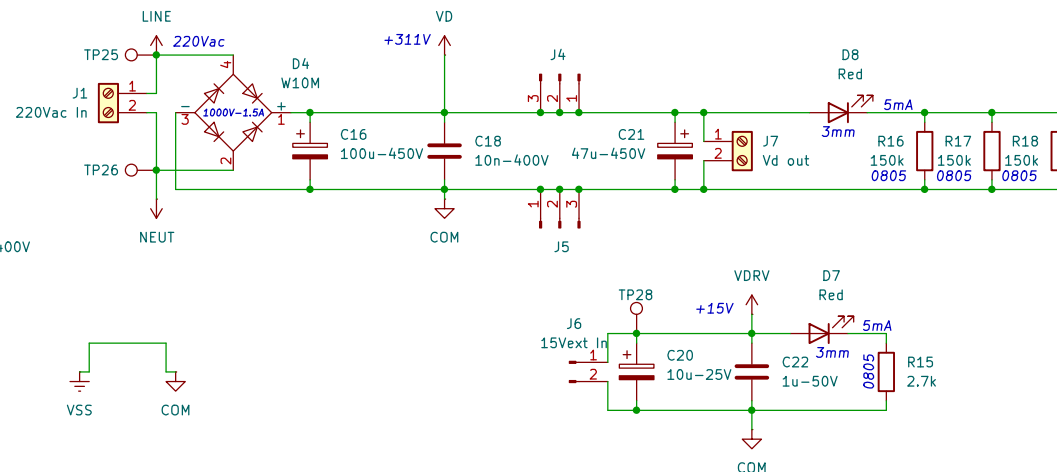 LINE
VD
TP25
220Vac
+311V
J4
D8
Red
4
D4
W10M
J1
1
220Vac In
2
−
3
1000V−1.5A
+
1
3
2
1
5mA
3mm
+
C16
100u−450V
C18
10n−400V
C21
47u−450V
+
1
2
J7
Vd out
R16
150k
0805
R17
150k
0805
R18
150k
0805
2
TP26
1
2
3
NEUT
COM
J5
400V
VDRV
D7
Red
TP28
+15V
J6
15Vext In
1
2
5mA
3mm
+
C20
10u−25V
C22
1u−50V
0805
R15
2.7k
VSS
COM
COM